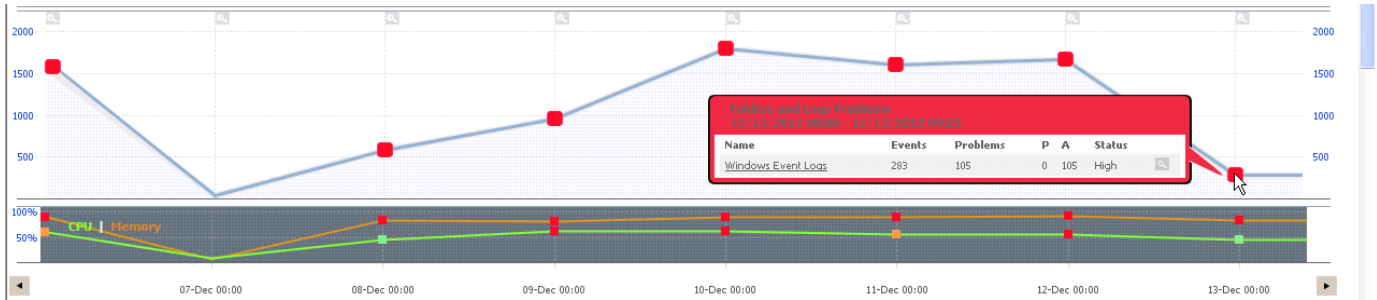 2000 2000
1500 1500
1000 1000
500 500
Folders and Logs Problems
12/13/2012 00:00 - 12/13/2012 09:25
Name Events Problems P A Status
Windows Event Logs 283 105 0 105 High
100%
CPU | Memory
50%
07-Dec 00:00 08-Dec 00:00 09-Dec 00:00 10-Dec 00:00 11-Dec 00:00 12-Dec 00:00 13-Dec 00:00